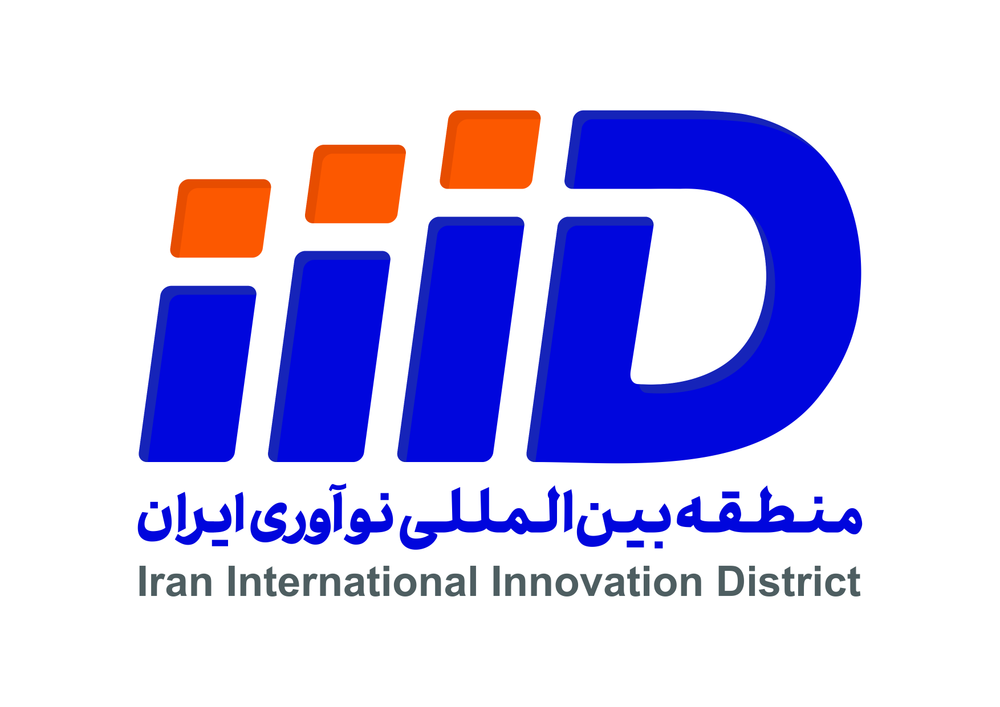 iiiD
منطقه بین‌المللی نوآوری ایران
Iran International Innovation District